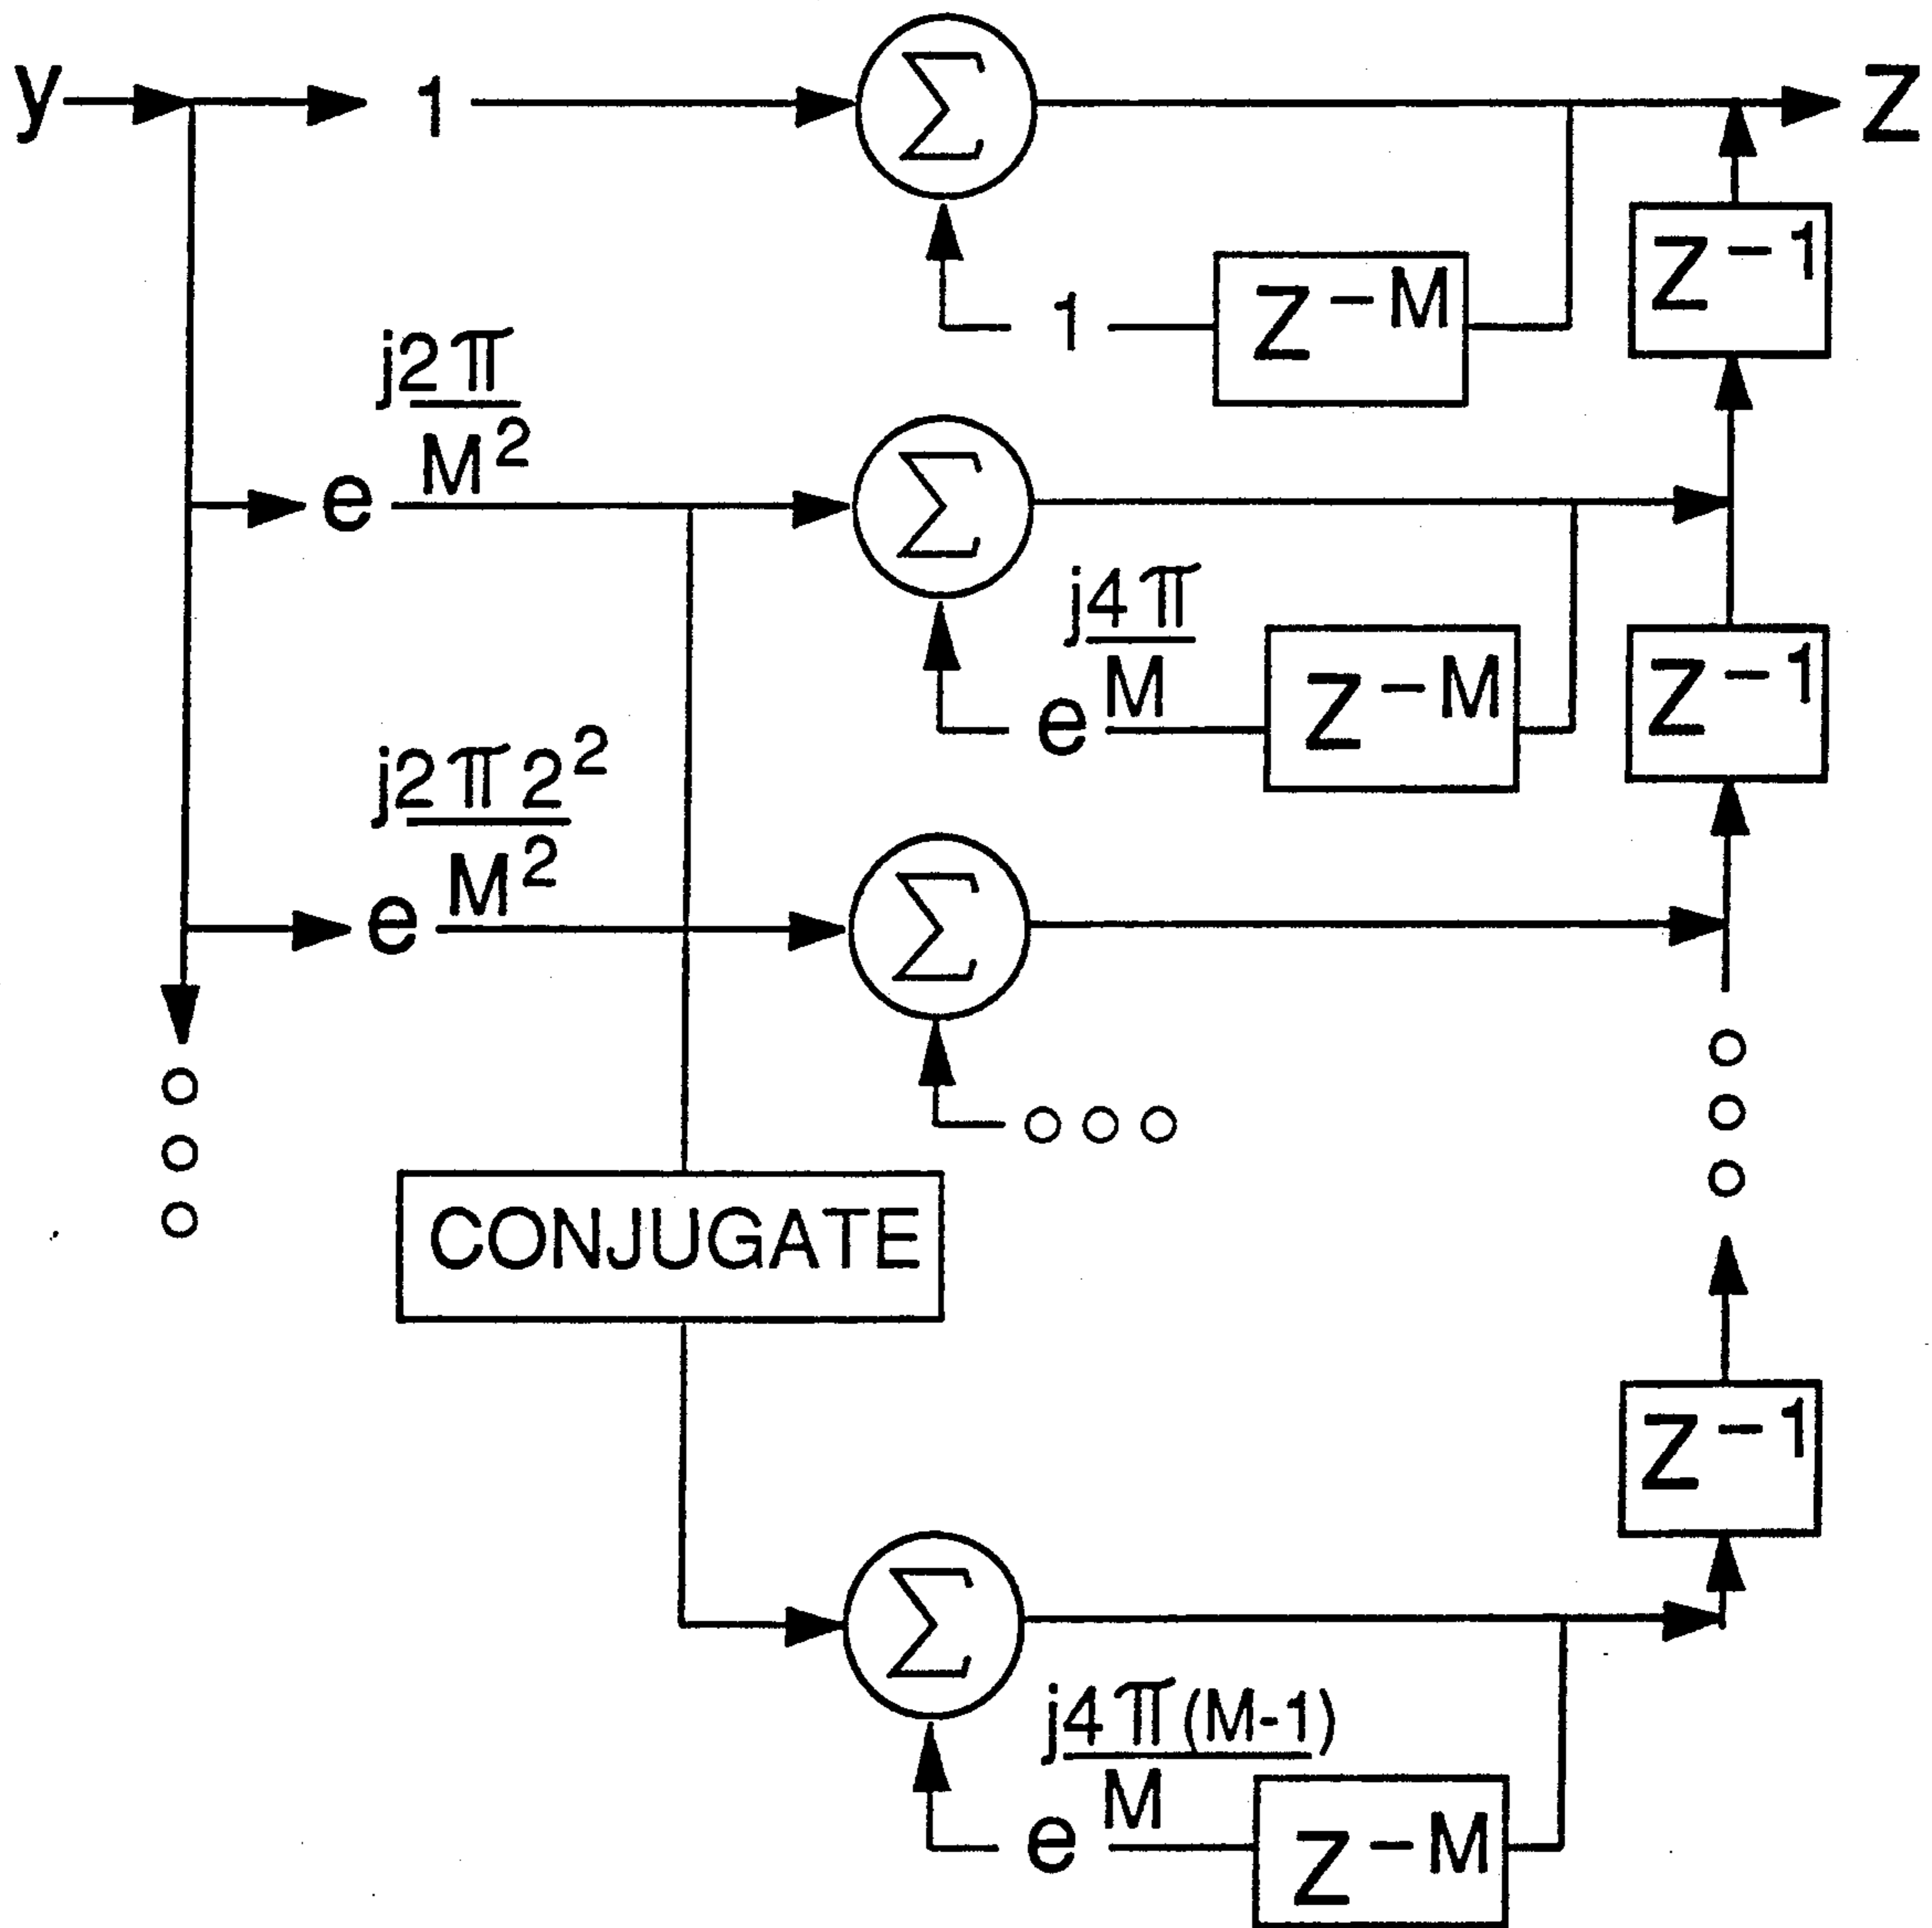 y 1 Σ Z
1 Z⁻ᴹ Z⁻¹
j2π
M²
e Σ
j4π
M
e Z⁻ᴹ Z⁻¹
j2π2²
M²
e Σ
CONJUGATE
Z⁻¹
Σ
j4π(M-1)
M
e Z⁻ᴹ